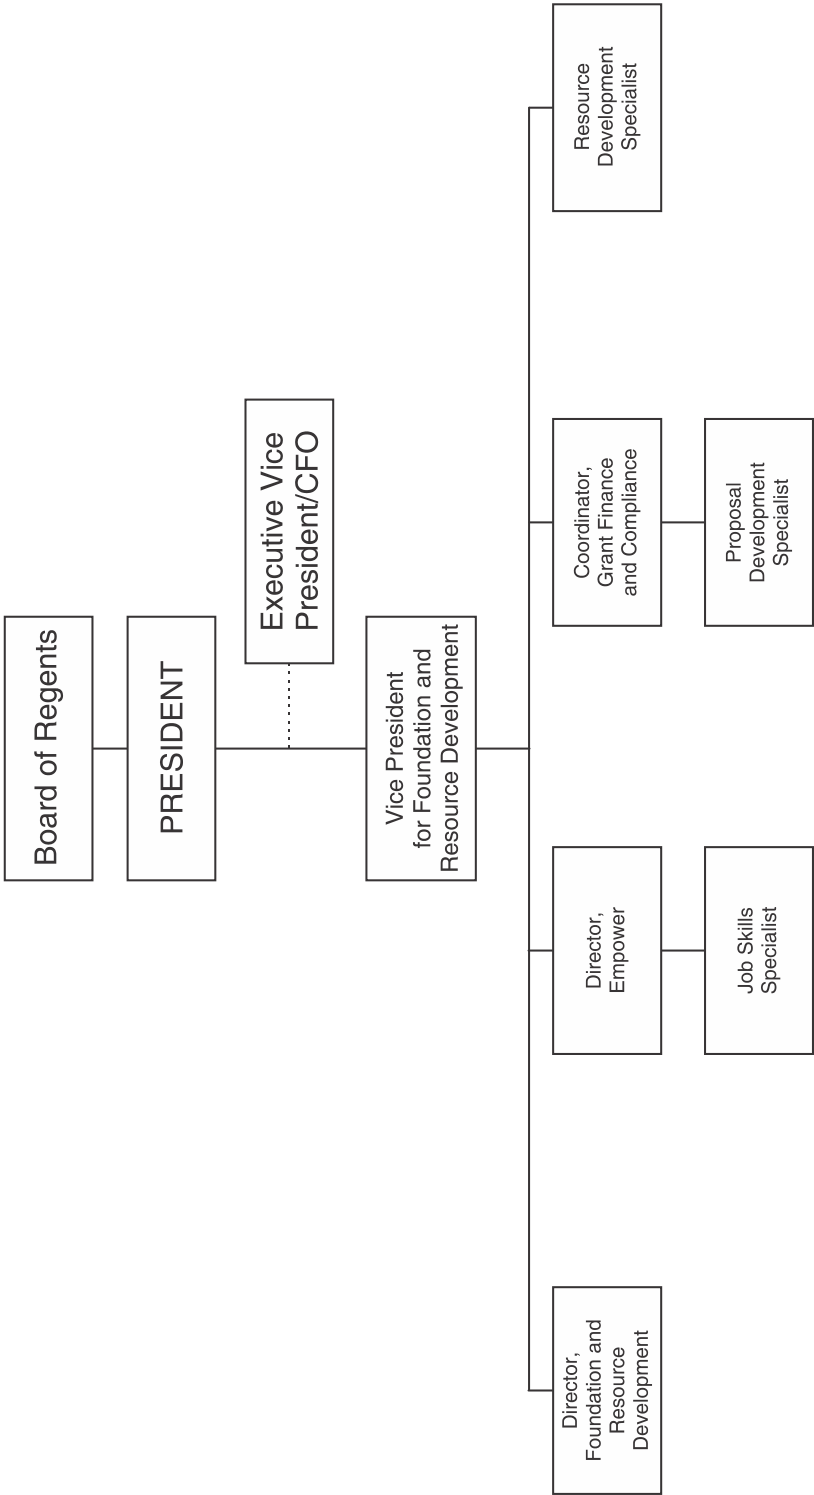 Board of Regents
PRESIDENT
Executive Vice
President/CFO
Vice President
for Foundation and
Resource Development
Director,
Foundation and
Resource
Development
Director,
Empower
Coordinator,
Grant Finance
and Compliance
Resource
Development
Specialist
Job Skills
Specialist
Proposal
Development
Specialist